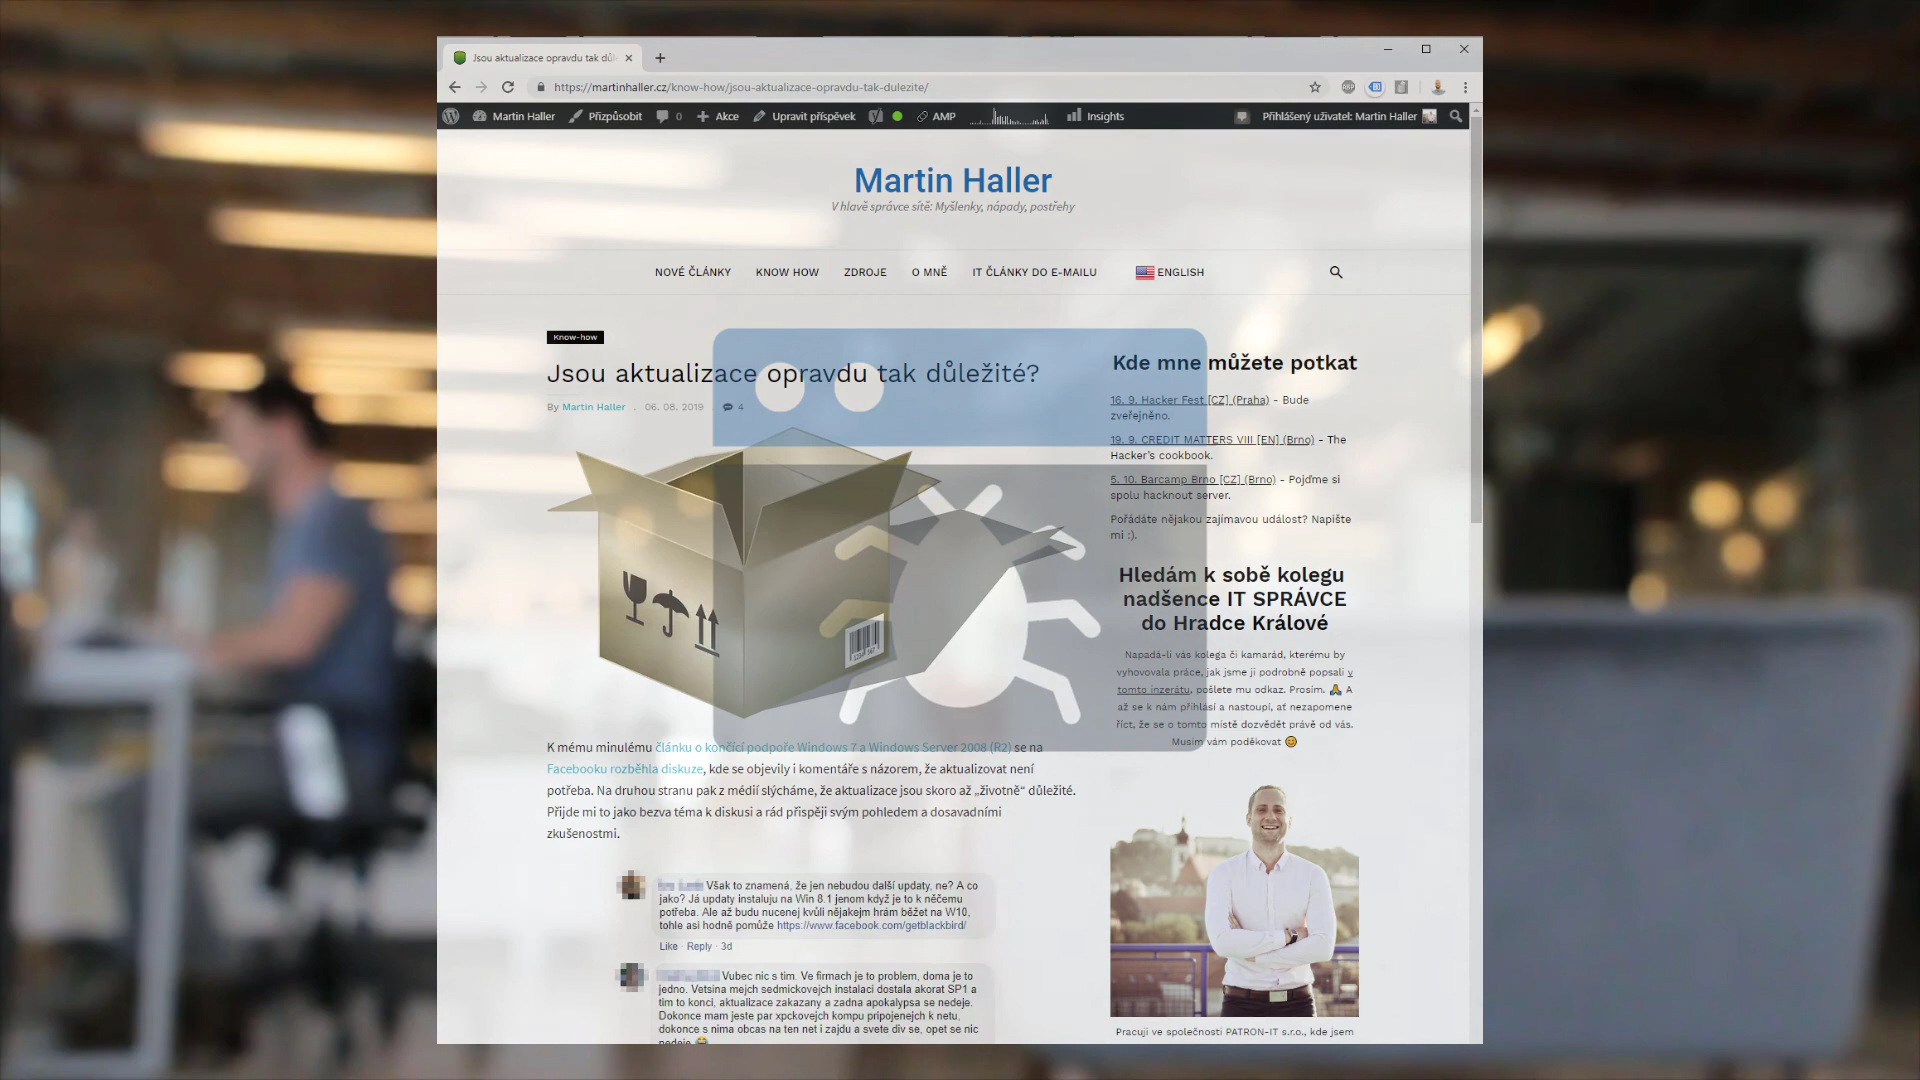 Jsou aktualizace opravdu tak důl
https://martinhaller.cz/know-how/jsou-aktualizace-opravdu-tak-dulezite/
Martin Haller Přizpůsobit 0 Akce Upravit příspěvek AMP Insights Přihlášený uživatel: Martin Haller
Martin Haller
V hlavě správce sítě: Myšlenky, nápady, postřehy
NOVÉ ČLÁNKY KNOW HOW ZDROJE O MNĚ IT ČLÁNKY DO E-MAILU ENGLISH
Know-how
Jsou aktualizace opravdu tak důležité?
By Martin Haller . 06. 08. 2019 4
K mému minulému článku o končící podpoře Windows 7 a Windows Server 2008 (R2) se na
Facebooku rozběhla diskuze, kde se objevily i komentáře s názorem, že aktualizovat není
potřeba. Na druhou stranu pak z médií slýcháme, že aktualizace jsou skoro až „životně“ důležité.
Přijde mi to jako bezva téma k diskusi a rád přispěji svým pohledem a dosavadními
zkušenostmi.
Však to znamená, že jen nebudou další updaty, ne? A co
jako? Já updaty instaluju na Win 8.1 jenom když je to k něčemu
potřeba. Ale až budu nucenej kvůli nějakejm hrám běžet na W10,
tohle asi hodně pomůže https://www.facebook.com/getblackbird/
Like · Reply · 3d
Vubec nic s tim. Ve firmach je to problem, doma je to
jedno. Vetsina mejch sedmickovejch instalaci dostala akorat SP1 a
tim to konci, aktualizace zakazany a zadna apokalypsa se nedeje.
Dokonce mam jeste par xpckovejch kompu pripojenejch k netu,
dokonce s nima obcas na ten net i zajdu a svete div se, opet se nic
nedeje
Kde mne můžete potkat
16. 9. Hacker Fest [CZ] (Praha) - Bude
zveřejněno.
19. 9. CREDIT MATTERS VIII [EN] (Brno) - The
Hacker's cookbook.
5. 10. Barcamp Brno [CZ] (Brno) - Pojďme si
spolu hacknout server.
Pořádáte nějakou zajímavou událost? Napište
mi :).
Hledám k sobě kolegu
nadšence IT SPRÁVCE
do Hradce Králové
Napadá-li vás kolega či kamarád, kterému by
vyhovovala práce, jak jsme ji podrobně popsali v
tomto inzerátu, pošlete mu odkaz. Prosím. 🙏 A
až se k nám přihlásí a nastoupí, ať nezapomene
říct, že se o tomto místě dozvědět právě od vás.
Musim vám poděkovat 😊
Pracuji ve společnosti PATRON-IT s.r.o., kde jsem